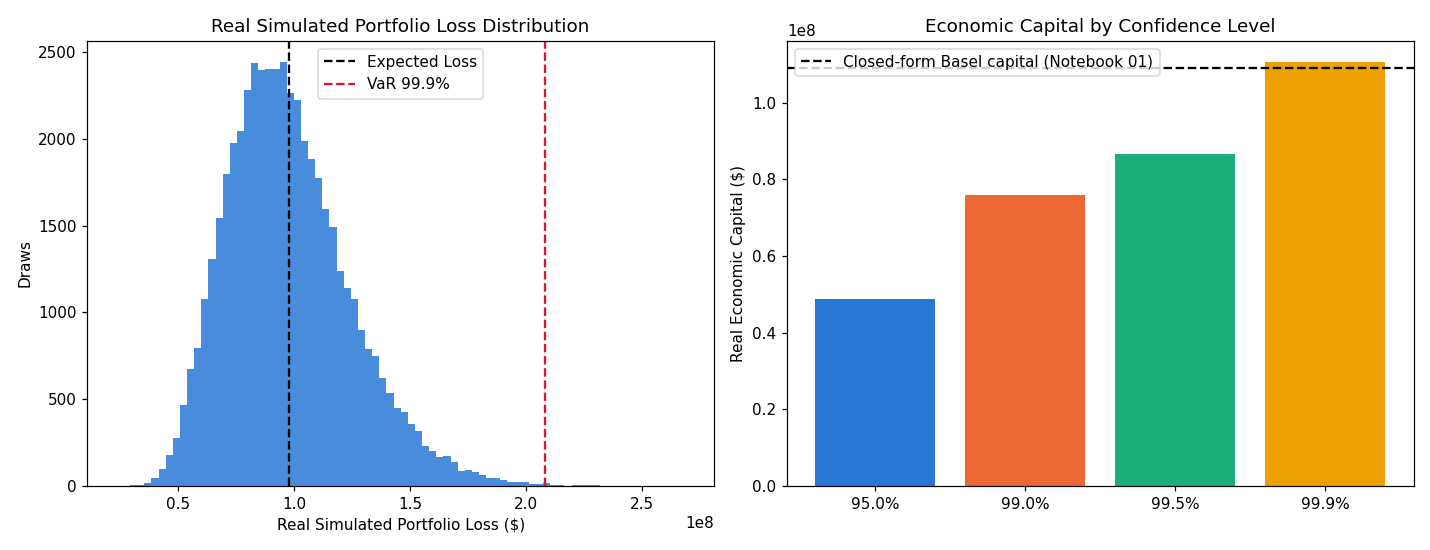 Real Simulated Portfolio Loss Distribution
2500
2000
1500
1000
500
0
Draws
Expected Loss
VaR 99.9%
0.5
1.0
1.5
2.0
2.5
1e8
Real Simulated Portfolio Loss ($)
Economic Capital by Confidence Level
1e8
Closed-form Basel capital (Notebook 01)
1.0
0.8
0.6
0.4
0.2
0.0
Real Economic Capital ($)
95.0%
99.0%
99.5%
99.9%